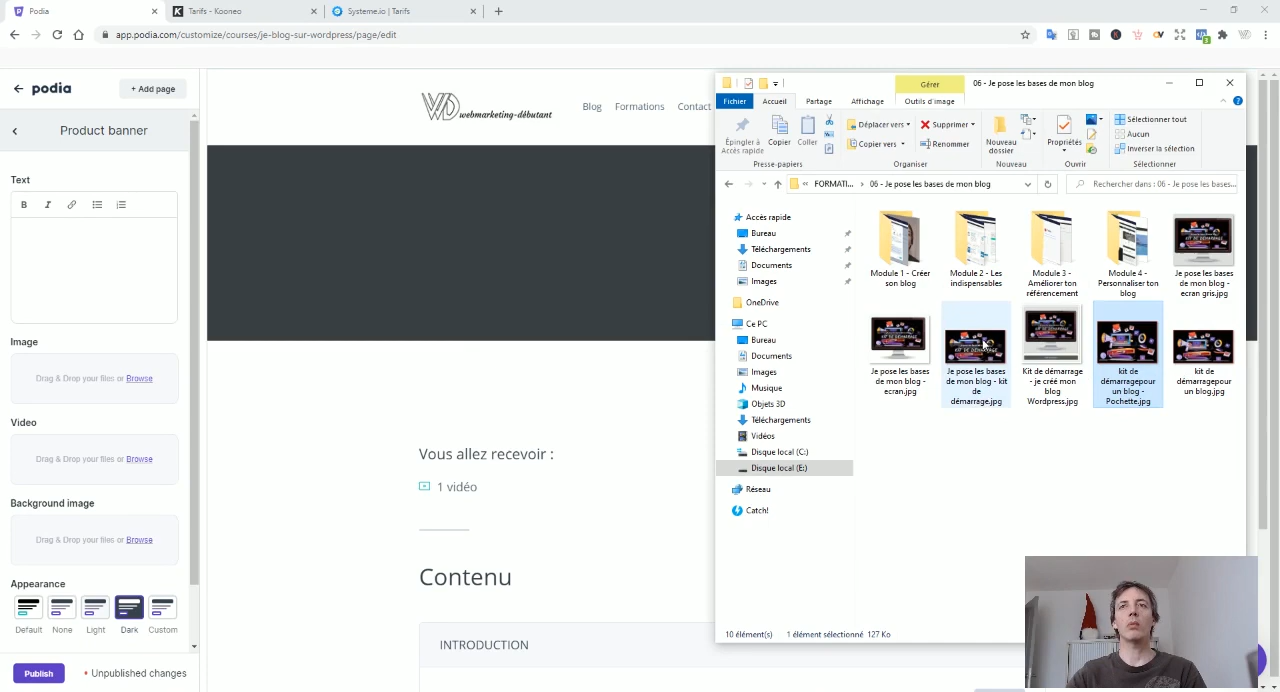 Podia
Tarifs - Kooneo
Systeme.io | Tarifs
app.podia.com/customize/courses/je-blog-sur-wordpress/page/edit
podia
+ Add page
Product banner
Text
B I
Image
Drag & Drop your files or Browse
Video
Drag & Drop your files or Browse
Background image
Drag & Drop your files or Browse
Appearance
Default
None
Light
Dark
Custom
Publish
• Unpublished changes
WD webmarketing-débutant
Blog
Formations
Contact
Vous allez recevoir :
1 vidéo
Contenu
INTRODUCTION
Gérer
06 - Je pose les bases de mon blog
Fichier
Accueil
Partage
Affichage
Outils d'image
Épingler à
Accès rapide
Copier
Coller
Presse-papiers
Déplacer vers
Copier vers
Supprimer
Renommer
Organiser
Nouveau
dossier
Nouveau
Propriétés
Ouvrir
Sélectionner tout
Aucun
Inverser la sélection
Sélectionner
« FORMATI... › 06 - Je pose les bases de mon blog
Rechercher dans : 06 - Je pose les bases...
Accès rapide
Bureau
Téléchargements
Documents
Images
OneDrive
Ce PC
Bureau
Documents
Images
Musique
Objets 3D
Téléchargements
Vidéos
Disque local (C:)
Disque local (E:)
Réseau
Catch!
Module 1 - Créer
son blog
Module 2 - Les
indispensables
Module 3 -
Améliorer ton
référencement
Module 4 -
Personnaliser ton
blog
Je pose les bases
de mon blog -
ecran gris.jpg
Je pose les bases
de mon blog -
ecran.jpg
Je pose les bases
de mon blog - kit
de
démarrage.jpg
Kit de démarrage
- je créé mon
blog
Wordpress.jpg
kit de
démarragepour
un blog -
Pochette.jpg
kit de
démarragepour
un blog.jpg
10 élément(s)
1 élément sélectionné 127 Ko